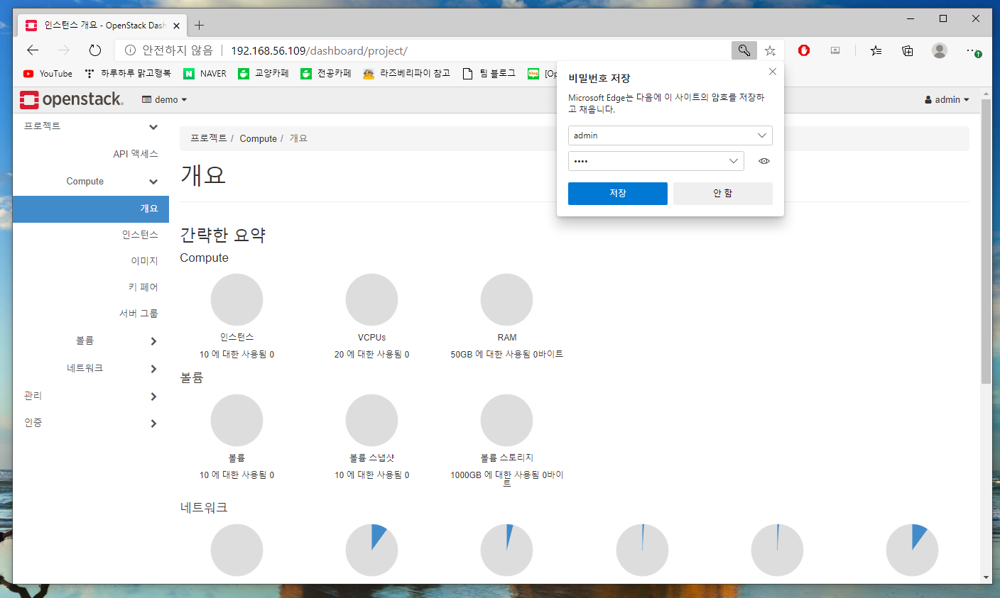 인스턴스 개요 - OpenStack Dash
안전하지 않음 | 192.168.56.109/dashboard/project/
YouTube 하루하루 맑고행복 NAVER 교양카페 전공카페 라즈베리파이 참고 팀 블로그 [Op
openstack. demo admin
비밀번호 저장
Microsoft Edge는 다음에 이 사이트의 암호를 저장하
고 채웁니다.
admin
••••
저장 안 함
프로젝트
API 액세스
Compute
개요
인스턴스
이미지
키 페어
서버 그룹
볼륨
네트워크
관리
인증
프로젝트 / Compute / 개요
개요
간략한 요약
Compute
인스턴스 VCPUs RAM
10 에 대한 사용됨 0 20 에 대한 사용됨 0 50GB 에 대한 사용됨 0바이트
볼륨
볼륨 볼륨 스냅샷 볼륨 스토리지
10 에 대한 사용됨 0 10 에 대한 사용됨 0 1000GB 에 대한 사용됨 0바이
트
네트워크